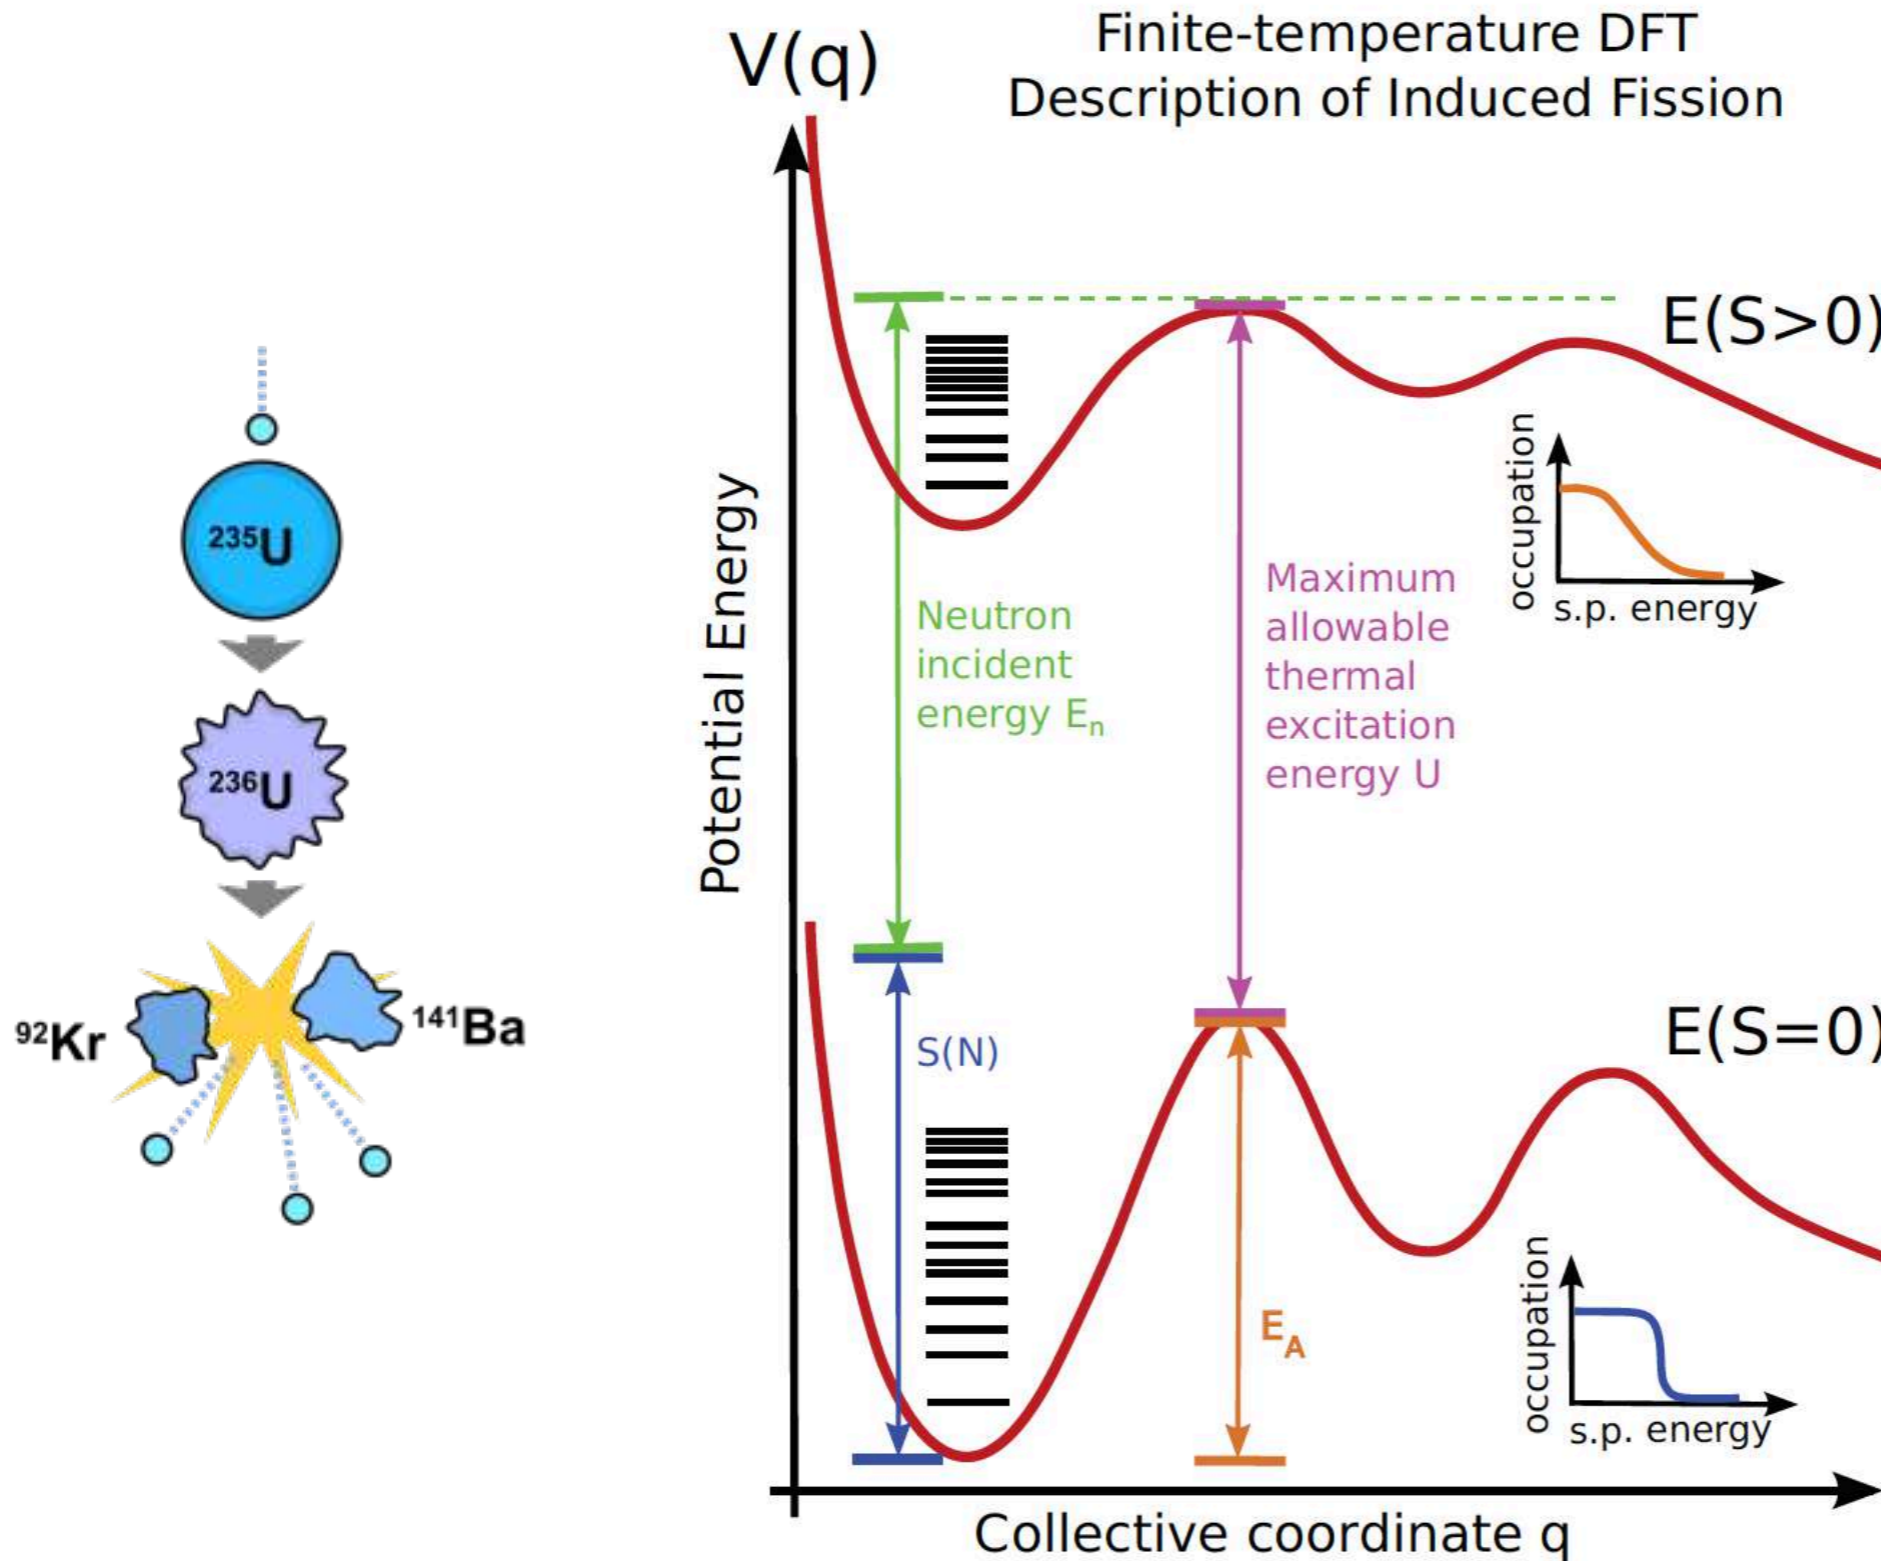 Finite-temperature DFT
Description of Induced Fission
V(q)
Potential Energy
Collective coordinate q
E(S>0)
E(S=0)
Neutron
incident
energy Eₙ
Maximum
allowable
thermal
excitation
energy U
S(N)
E_A
occupation
s.p. energy
occupation
s.p. energy
²³⁵U
²³⁶U
⁹²Kr
¹⁴¹Ba